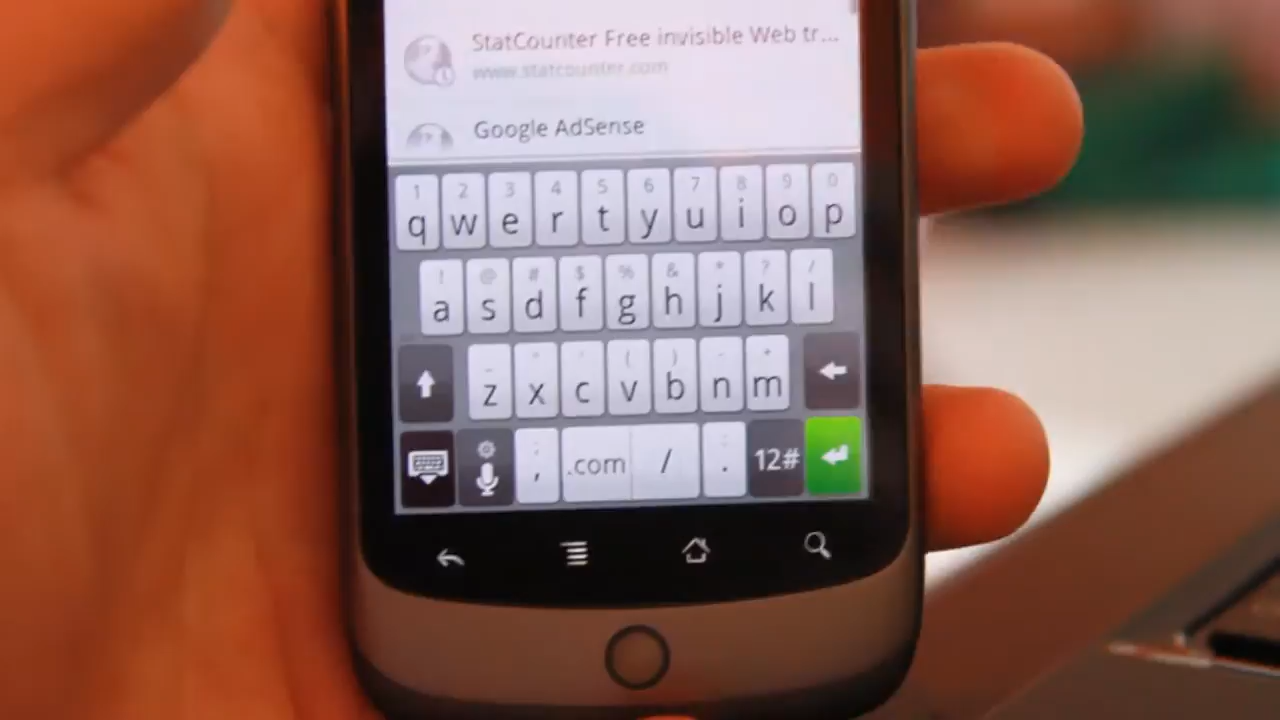 StatCounter Free invisible Web tr...
www.statcounter.com
Google AdSense
1 2 3 4 5 6 7 8 9 0
q w e r t y u i o p
! @ # $ % & * ? /
a s d f g h j k l
z x c v b n m
, .com / . 12#